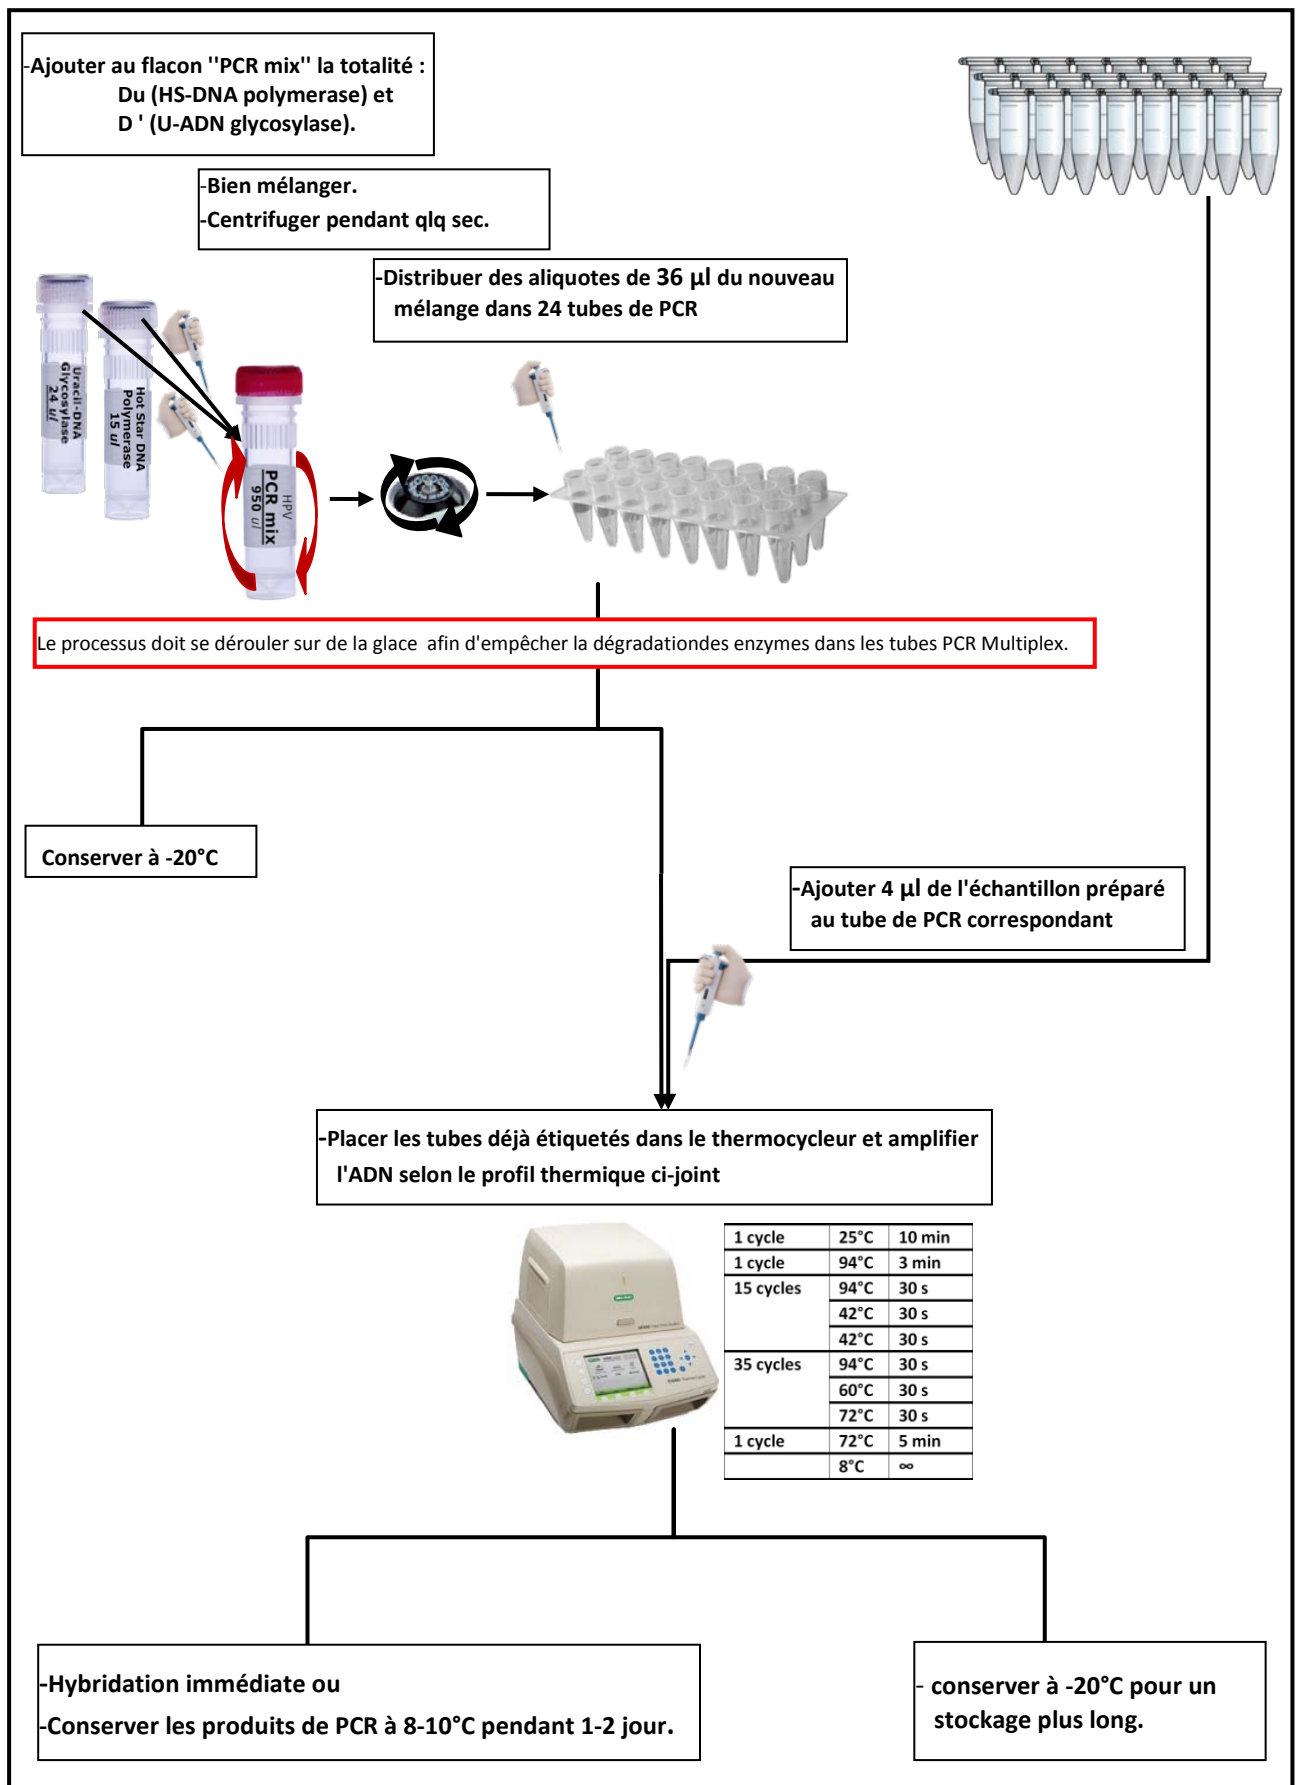 -Ajouter au flacon ''PCR mix'' la totalité :
Du (HS-DNA polymerase) et
D ' (U-ADN glycosylase).
-Bien mélanger.
-Centrifuger pendant qlq sec.
-Distribuer des aliquotes de 36 µl du nouveau
mélange dans 24 tubes de PCR
Uracil-DNA
Glycosylase
24 ul
Hot Star DNA
Polymerase
15 ul
HPV
PCR mix
950 ul
Le processus doit se dérouler sur de la glace afin d'empêcher la dégradationdes enzymes dans les tubes PCR Multiplex.
Conserver à -20°C
-Ajouter 4 µl de l'échantillon préparé
au tube de PCR correspondant
-Placer les tubes déjà étiquetés dans le thermocycleur et amplifier
l'ADN selon le profil thermique ci-joint
1 cycle 25°C 10 min
1 cycle 94°C 3 min
15 cycles 94°C 30 s
42°C 30 s
42°C 30 s
35 cycles 94°C 30 s
60°C 30 s
72°C 30 s
1 cycle 72°C 5 min
8°C ∞
-Hybridation immédiate ou
-Conserver les produits de PCR à 8-10°C pendant 1-2 jour.
- conserver à -20°C pour un
stockage plus long.